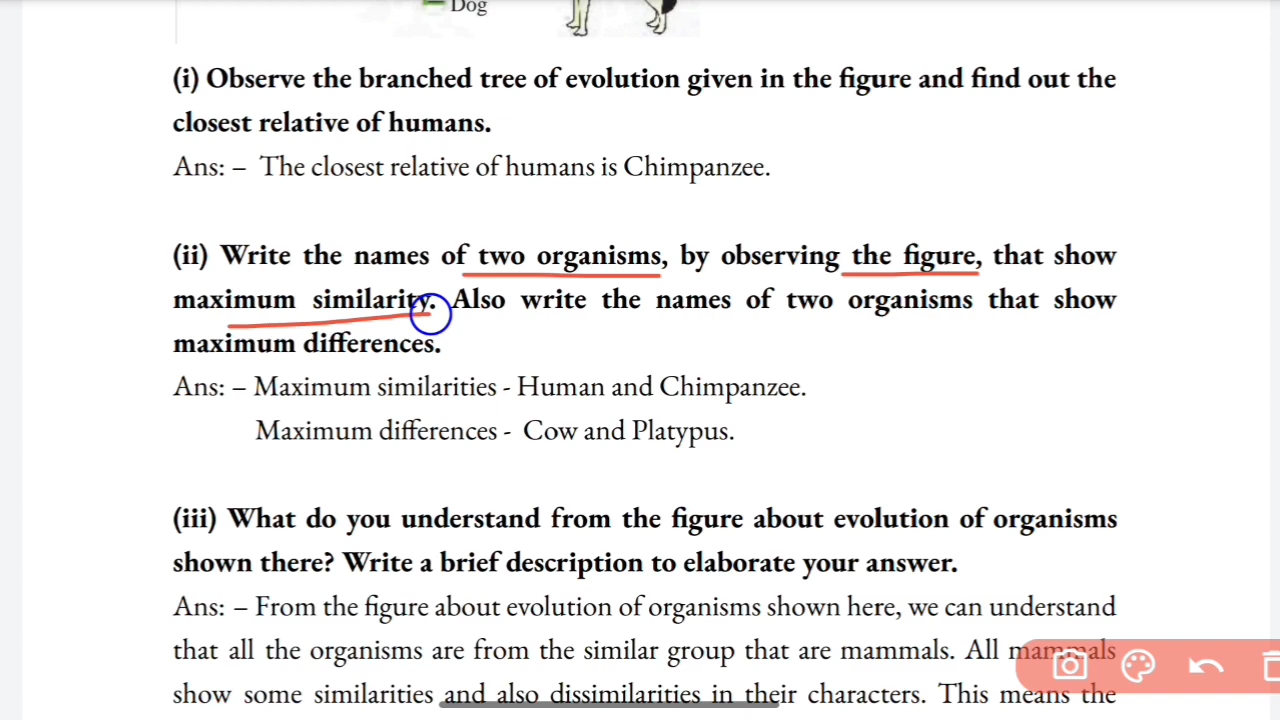 Dog
(i) Observe the branched tree of evolution given in the figure and find out the
closest relative of humans.
Ans: – The closest relative of humans is Chimpanzee.
(ii) Write the names of two organisms, by observing the figure, that show
maximum similarity. Also write the names of two organisms that show
maximum differences.
Ans: – Maximum similarities - Human and Chimpanzee.
Maximum differences - Cow and Platypus.
(iii) What do you understand from the figure about evolution of organisms
shown there? Write a brief description to elaborate your answer.
Ans: – From the figure about evolution of organisms shown here, we can understand
that all the organisms are from the similar group that are mammals. All mammals
show some similarities and also dissimilarities in their characters. This means the